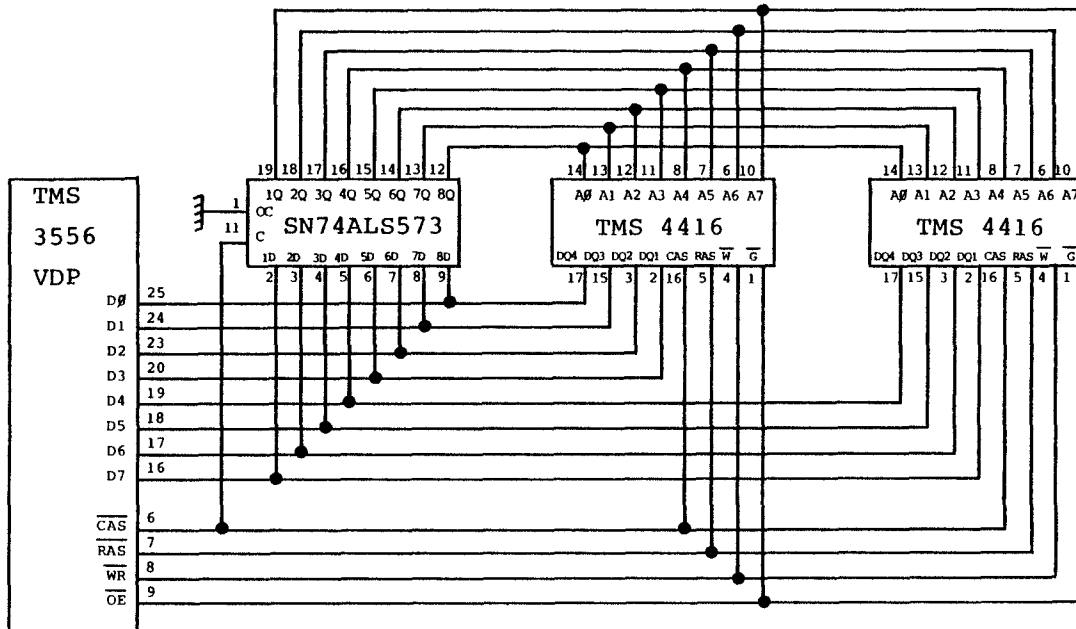 19 18 17 16 15 14 13 12
1Q 2Q 3Q 4Q 5Q 6Q 7Q 8Q
1 OC
11 C
SN74ALS573
1D 2D 3D 4D 5D 6D 7D 8D
2 3 4 5 6 7 8 9
14 13 12 11 8 7 6 10
AØ A1 A2 A3 A4 A5 A6 A7
TMS 4416
DQ4 DQ3 DQ2 DQ1 CAS RAS W G
17 15 3 2 16 5 4 1
14 13 12 11 8 7 6 10
AØ A1 A2 A3 A4 A5 A6 A7
TMS 4416
DQ4 DQ3 DQ2 DQ1 CAS RAS W G
17 15 3 2 16 5 4 1
TMS
3556
VDP
DØ 25
D1 24
D2 23
D3 20
D4 19
D5 18
D6 17
D7 16
CAS 6
RAS 7
WR 8
OE 9